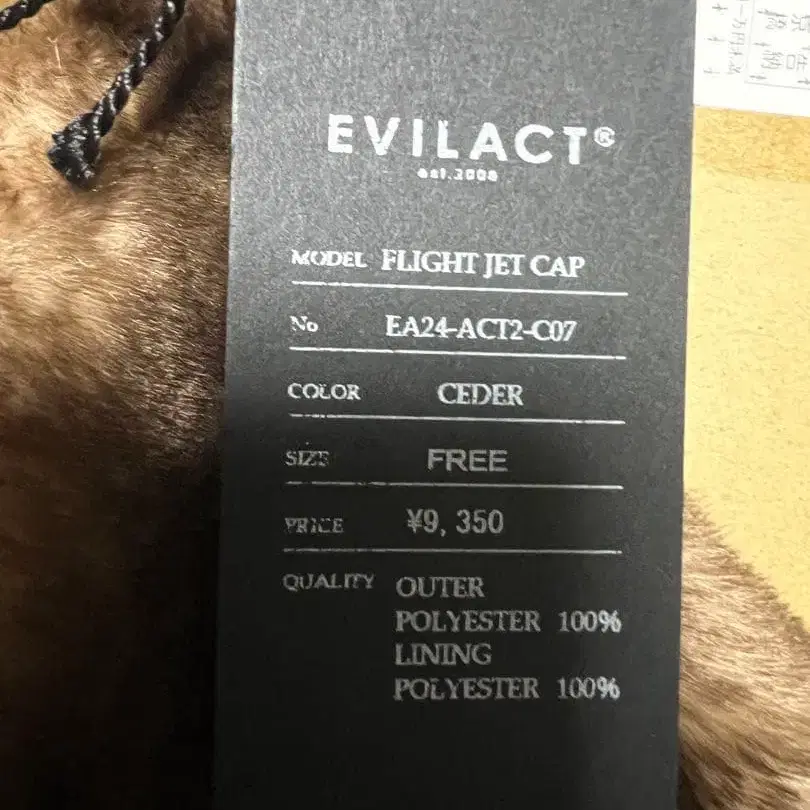 EVILACT®
est.2008
MODEL FLIGHT JET CAP
No EA24-ACT2-C07
COLOR CEDER
SIZE FREE
PRICE ¥9,350
QUALITY OUTER
POLYESTER 100%
LINING
POLYESTER 100%